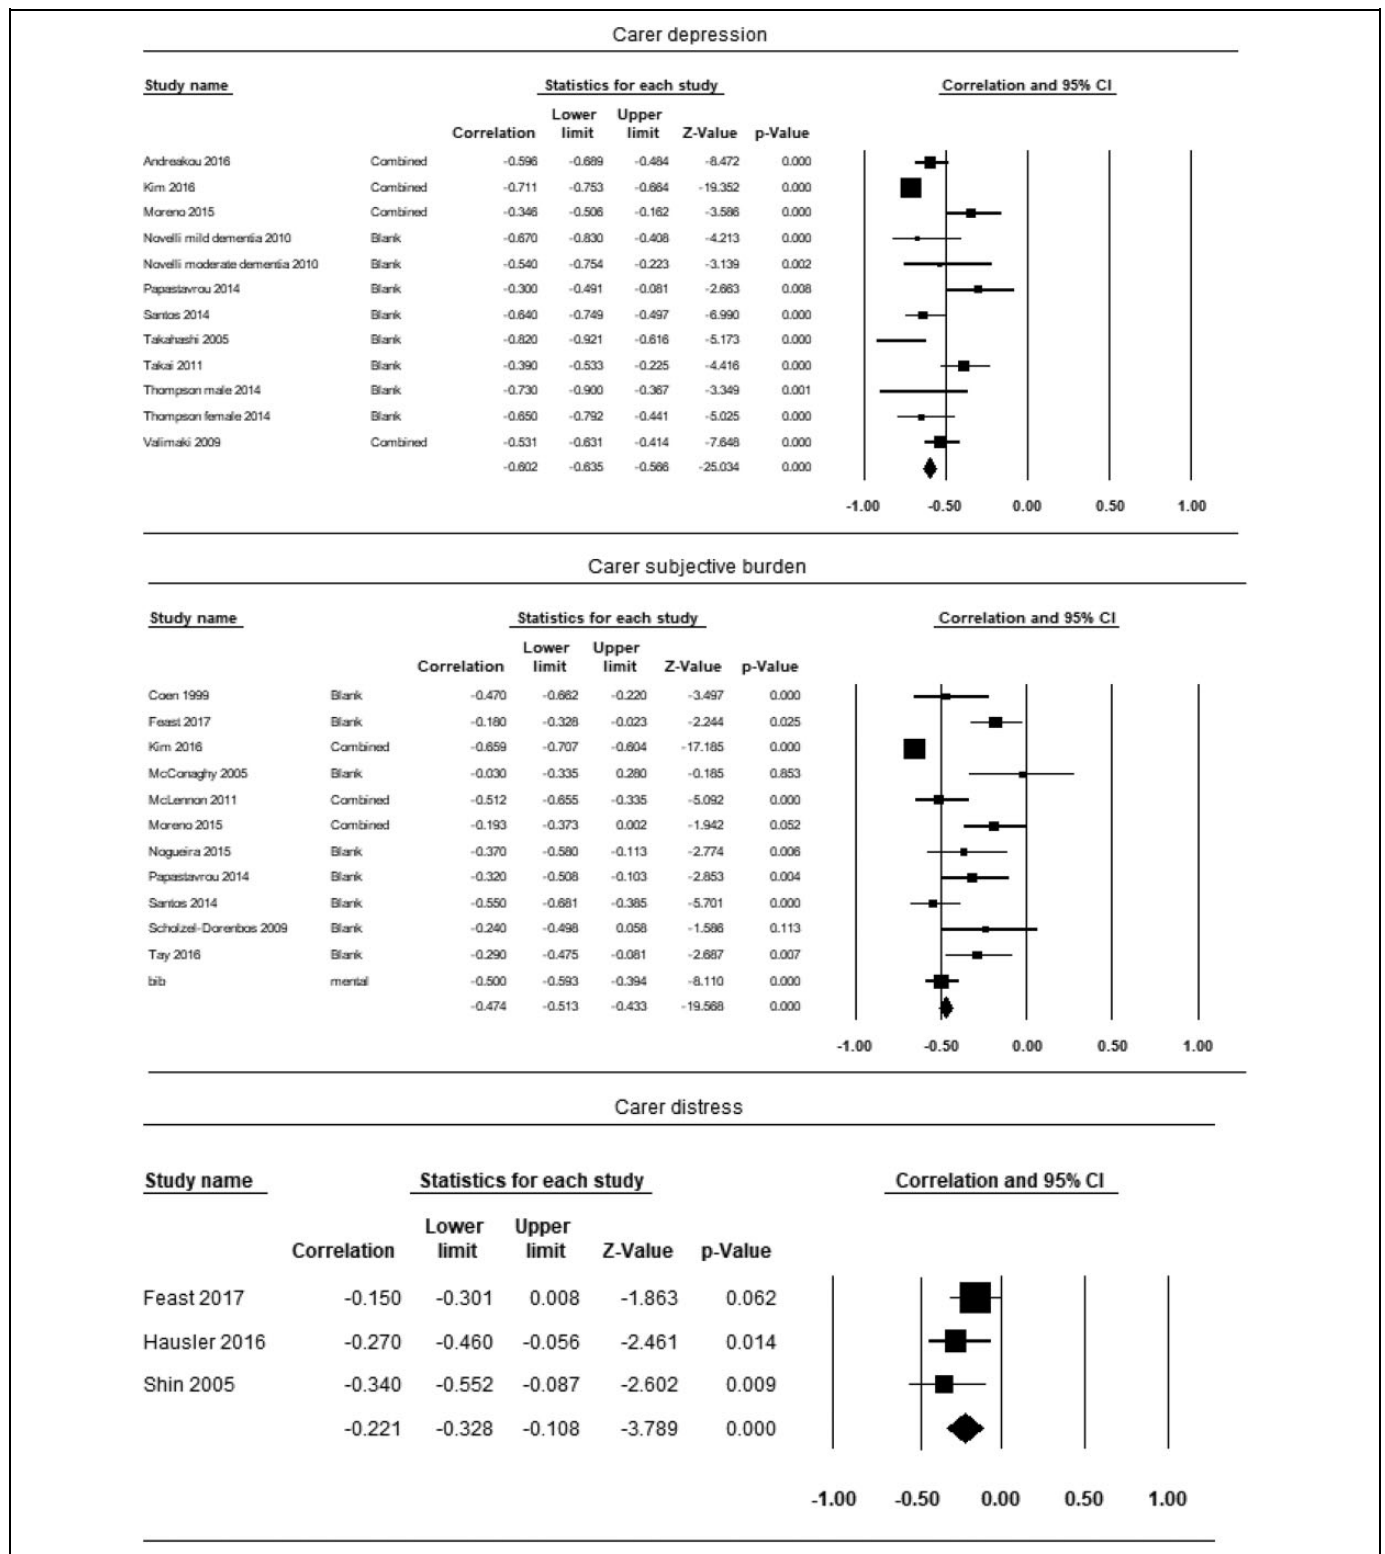 Carer depression
Study name Statistics for each study Correlation and 95% CI
Lower Upper
Correlation limit limit Z-Value p-Value
Andreakou 2016 Combined -0.596 -0.689 -0.484 -8.472 0.000
Kim 2016 Combined -0.711 -0.753 -0.664 -19.352 0.000
Moreno 2015 Combined -0.346 -0.506 -0.162 -3.586 0.000
Novelli mild dementia 2010 Blank -0.670 -0.830 -0.408 -4.213 0.000
Novelli moderate dementia 2010 Blank -0.540 -0.754 -0.223 -3.139 0.002
Papastavrou 2014 Blank -0.300 -0.491 -0.081 -2.663 0.008
Santos 2014 Blank -0.640 -0.749 -0.497 -6.990 0.000
Takahashi 2005 Blank -0.820 -0.921 -0.616 -5.173 0.000
Takai 2011 Blank -0.390 -0.533 -0.225 -4.416 0.000
Thompson male 2014 Blank -0.730 -0.900 -0.367 -3.349 0.001
Thompson female 2014 Blank -0.650 -0.792 -0.441 -5.025 0.000
Valimaki 2009 Combined -0.531 -0.631 -0.414 -7.648 0.000
-0.602 -0.635 -0.566 -25.034 0.000
-1.00 -0.50 0.00 0.50 1.00
Carer subjective burden
Study name Statistics for each study Correlation and 95% CI
Lower Upper
Correlation limit limit Z-Value p-Value
Coen 1999 Blank -0.470 -0.662 -0.220 -3.497 0.000
Feast 2017 Blank -0.180 -0.328 -0.023 -2.244 0.025
Kim 2016 Combined -0.659 -0.707 -0.604 -17.185 0.000
McConaghy 2005 Blank -0.030 -0.335 0.280 -0.185 0.853
McLennon 2011 Combined -0.512 -0.655 -0.335 -5.092 0.000
Moreno 2015 Combined -0.193 -0.373 0.002 -1.942 0.052
Nogueira 2015 Blank -0.370 -0.580 -0.113 -2.774 0.006
Papastavrou 2014 Blank -0.320 -0.508 -0.103 -2.853 0.004
Santos 2014 Blank -0.550 -0.681 -0.385 -5.701 0.000
Scholzel-Dorenbos 2009 Blank -0.240 -0.498 0.058 -1.586 0.113
Tay 2016 Blank -0.290 -0.475 -0.081 -2.687 0.007
bib mental -0.500 -0.593 -0.394 -8.110 0.000
-0.474 -0.513 -0.433 -19.568 0.000
-1.00 -0.50 0.00 0.50 1.00
Carer distress
Study name Statistics for each study Correlation and 95% CI
Lower Upper
Correlation limit limit Z-Value p-Value
Feast 2017 -0.150 -0.301 0.008 -1.863 0.062
Hausler 2016 -0.270 -0.460 -0.056 -2.461 0.014
Shin 2005 -0.340 -0.552 -0.087 -2.602 0.009
-0.221 -0.328 -0.108 -3.789 0.000
-1.00 -0.50 0.00 0.50 1.00